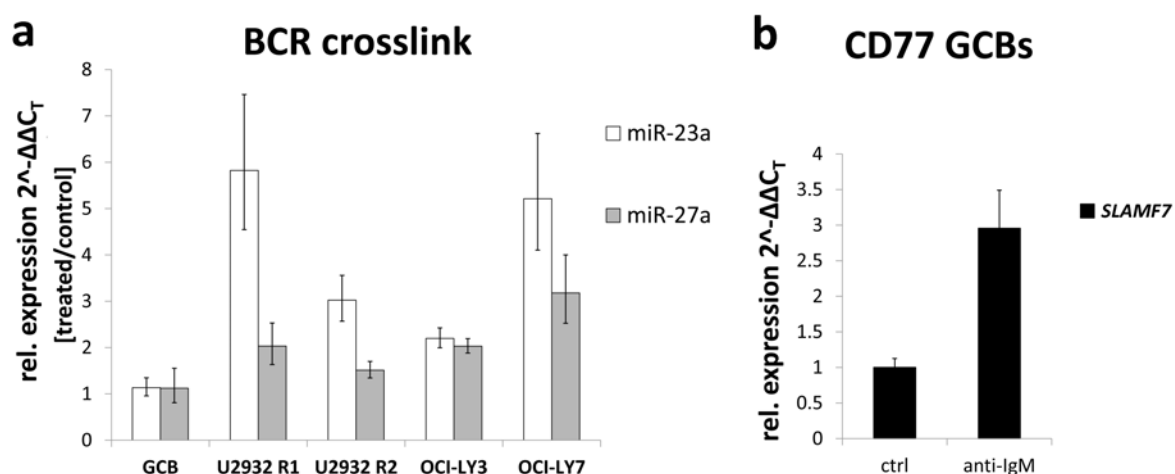 a
BCR crosslink
rel. expression 2^-ΔΔCT
[treated/control]
8
7
6
5
4
3
2
1
0
GCB
U2932 R1
U2932 R2
OCI-LY3
OCI-LY7
miR-23a
miR-27a
b
CD77 GCBs
rel. expression 2^-ΔΔCT
4
3.5
3
2.5
2
1.5
1
0.5
0
ctrl
anti-IgM
SLAMF7